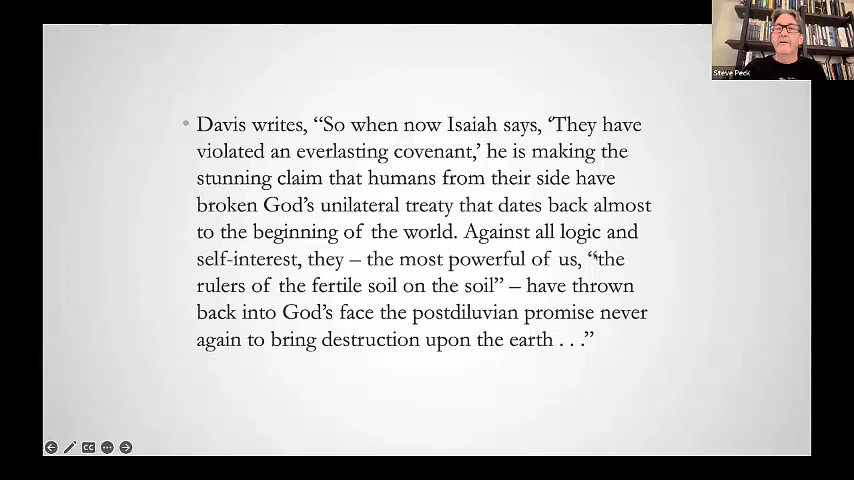 Steve Peck
• Davis writes, “So when now Isaiah says, ‘They have
violated an everlasting covenant,’ he is making the
stunning claim that humans from their side have
broken God’s unilateral treaty that dates back almost
to the beginning of the world. Against all logic and
self-interest, they – the most powerful of us, “the
rulers of the fertile soil on the soil” – have thrown
back into God’s face the postdiluvian promise never
again to bring destruction upon the earth . . .”
CC